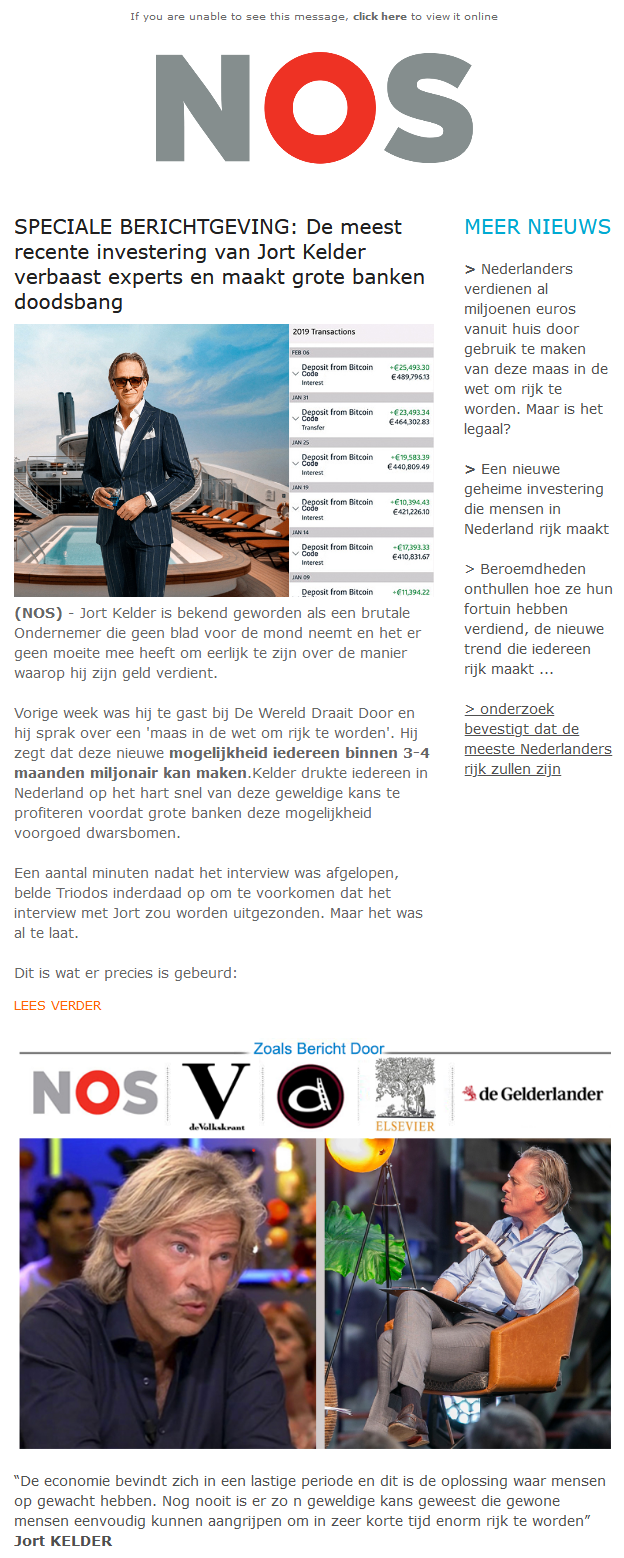 If you are unable to see this message, click here to view it online
NOS
SPECIALE BERICHTGEVING: De meest
recente investering van Jort Kelder
verbaast experts en maakt grote banken
doodsbang
2019 Transactions
FEB 06
Deposit from Bitcoin +€25,493.30
Code €489,796.13
Interest
JAN 31
Deposit from Bitcoin +€23,493.34
Code €464,302.83
Transfer
JAN 25
Deposit from Bitcoin +€19,583.39
Code €440,809.49
Interest
JAN 19
Deposit from Bitcoin +€10,394.43
Code €421,226.10
Interest
JAN 14
Deposit from Bitcoin +€17,393.33
Code €410,831.67
Interest
JAN 09
Deposit from Bitcoin +€11,394.22
(NOS) - Jort Kelder is bekend geworden als een brutale
Ondernemer die geen blad voor de mond neemt en het er
geen moeite mee heeft om eerlijk te zijn over de manier
waarop hij zijn geld verdient.
Vorige week was hij te gast bij De Wereld Draait Door en
hij sprak over een 'maas in de wet om rijk te worden'. Hij
zegt dat deze nieuwe mogelijkheid iedereen binnen 3-4
maanden miljonair kan maken.Kelder drukte iedereen in
Nederland op het hart snel van deze geweldige kans te
profiteren voordat grote banken deze mogelijkheid
voorgoed dwarsbomen.
Een aantal minuten nadat het interview was afgelopen,
belde Triodos inderdaad op om te voorkomen dat het
interview met Jort zou worden uitgezonden. Maar het was
al te laat.
Dit is wat er precies is gebeurd:
LEES VERDER
MEER NIEUWS
> Nederlanders
verdienen al
miljoenen euros
vanuit huis door
gebruik te maken
van deze maas in de
wet om rijk te
worden. Maar is het
legaal?
> Een nieuwe
geheime investering
die mensen in
Nederland rijk maakt
> Beroemdheden
onthullen hoe ze hun
fortuin hebben
verdiend, de nieuwe
trend die iedereen
rijk maakt ...
> onderzoek
bevestigt dat de
meeste Nederlanders
rijk zullen zijn
Zoals Bericht Door
NOS
V
de Volkskrant
d
ELSEVIER
de Gelderlander
“De economie bevindt zich in een lastige periode en dit is de oplossing waar mensen
op gewacht hebben. Nog nooit is er zo n geweldige kans geweest die gewone
mensen eenvoudig kunnen aangrijpen om in zeer korte tijd enorm rijk te worden”
Jort KELDER